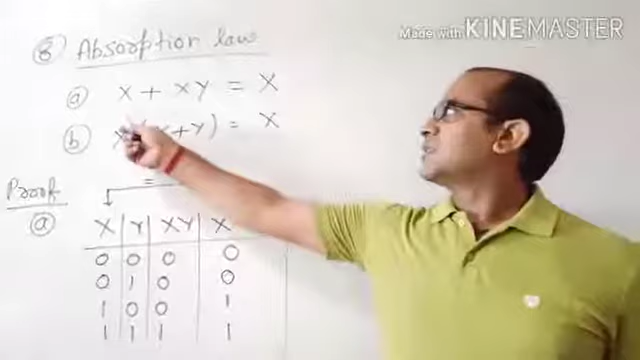 Made with KINEMASTER
8 Absorption law
a X + XY = X
b X + Y) = X
Proof
a
X Y XY X
0 0 0 0
0 1 0 0
1 0 0 1
1 1 1 1